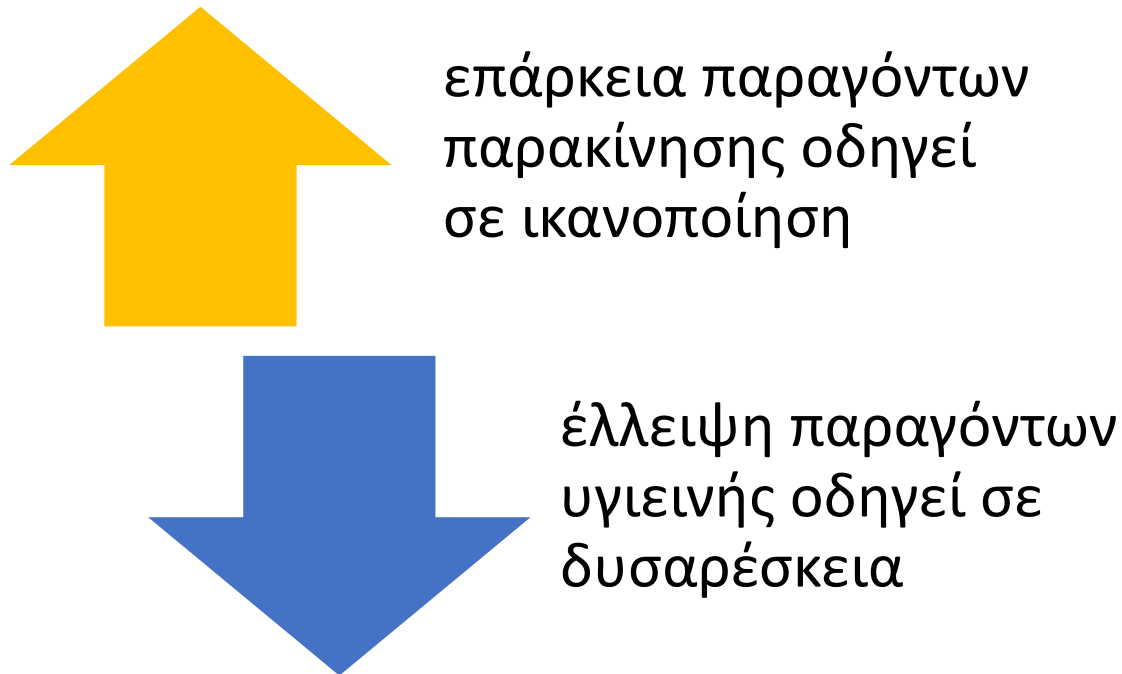 επάρκεια παραγόντων
παρακίνησης οδηγεί
σε ικανοποίηση
έλλειψη παραγόντων
υγιεινής οδηγεί σε
δυσαρέσκεια